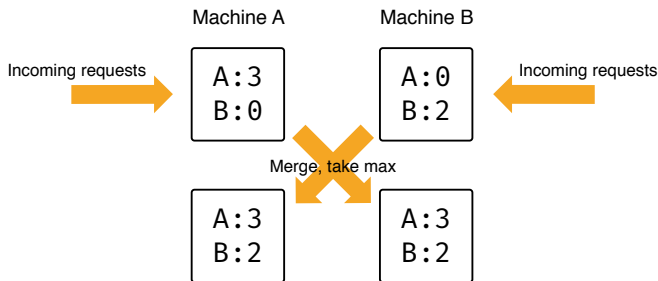 Machine A
Machine B
Incoming requests
A:3
B:0
A:0
B:2
Incoming requests
Merge, take max
A:3
B:2
A:3
B:2